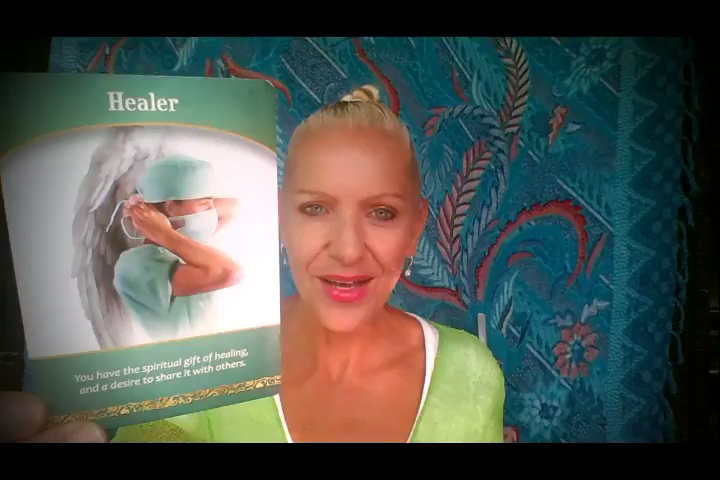 Healer
You have the spiritual gift of healing,
and a desire to share it with others.